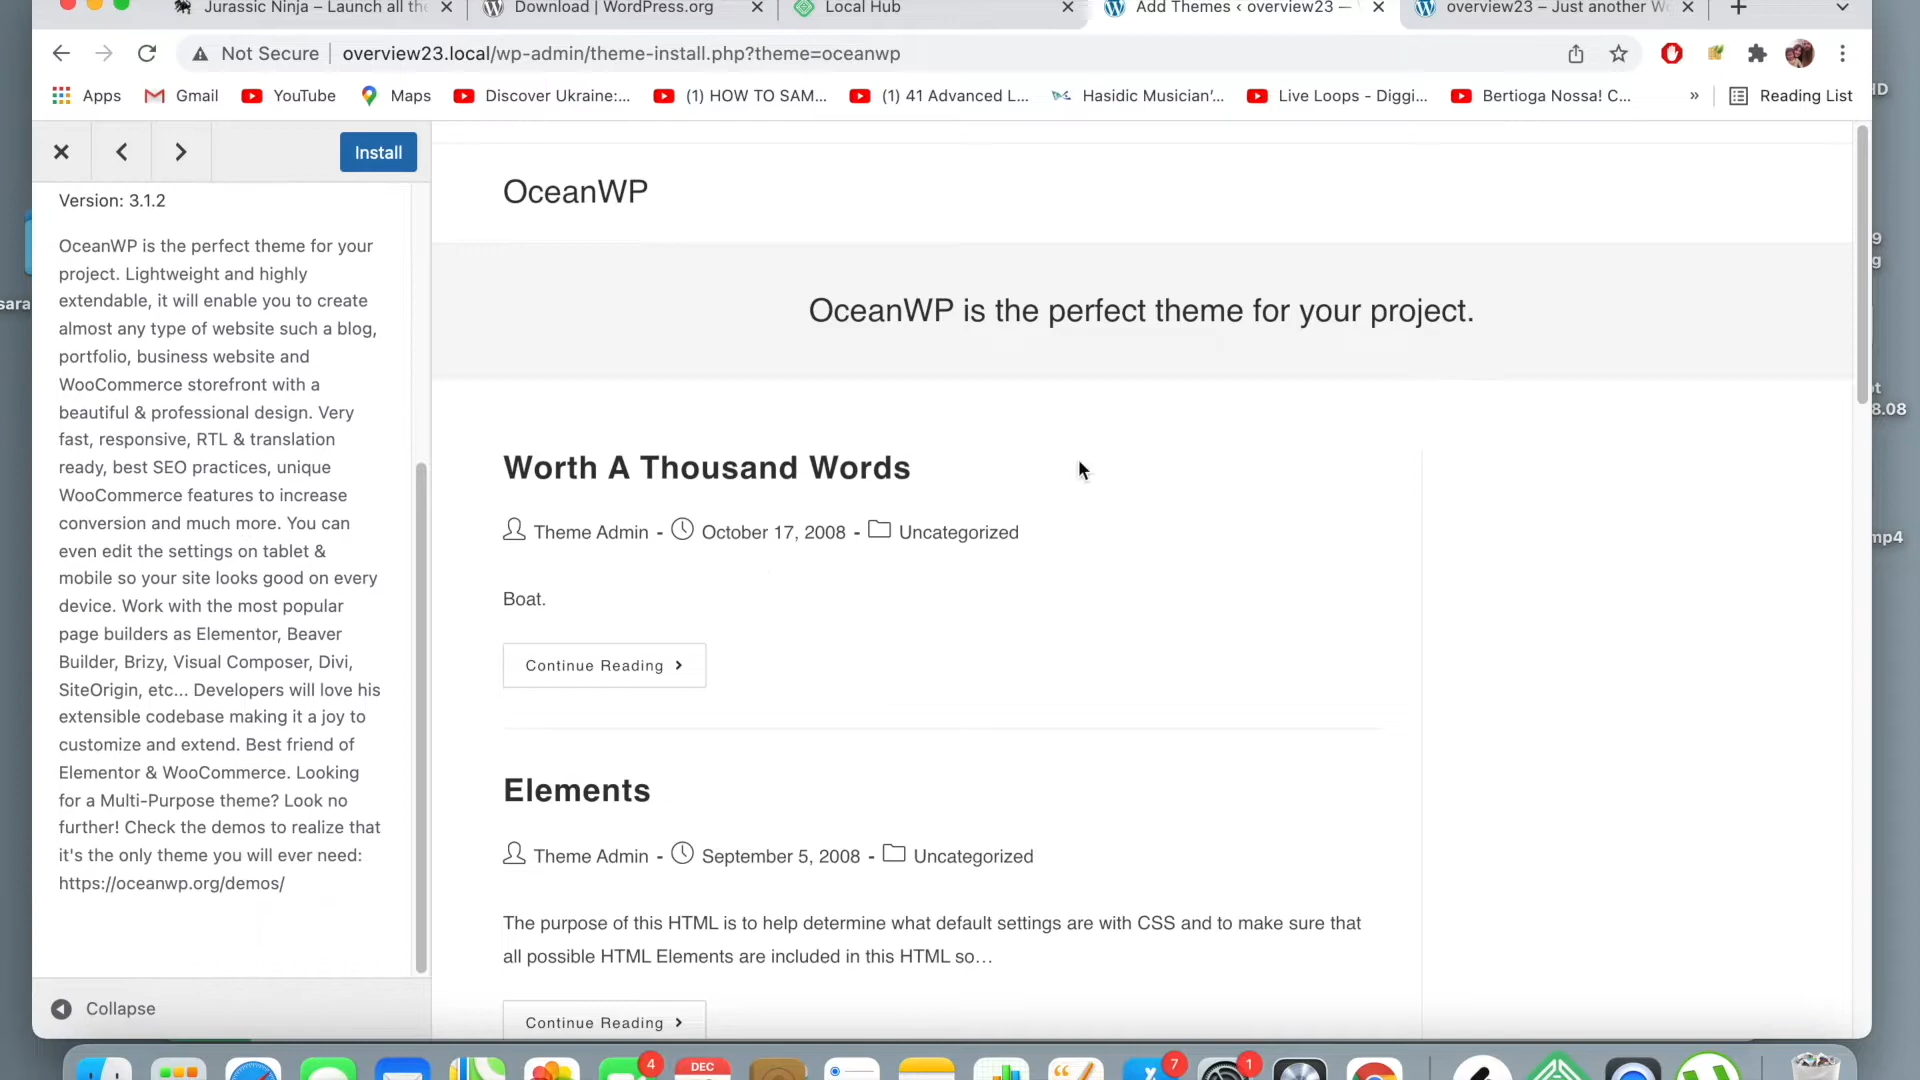 Jurassic Ninja – Launch all the
Download | WordPress.org
Local Hub
Add Themes ‹ overview23 —
overview23 – Just another Wo
Not Secure
overview23.local/wp-admin/theme-install.php?theme=oceanwp
Apps
Gmail
YouTube
Maps
Discover Ukraine:...
(1) HOW TO SAM...
(1) 41 Advanced L...
Hasidic Musician'...
Live Loops - Diggi...
Bertioga Nossa! C...
»
Reading List
Install
Version: 3.1.2
OceanWP is the perfect theme for your
project. Lightweight and highly
extendable, it will enable you to create
almost any type of website such a blog,
portfolio, business website and
WooCommerce storefront with a
beautiful & professional design. Very
fast, responsive, RTL & translation
ready, best SEO practices, unique
WooCommerce features to increase
conversion and much more. You can
even edit the settings on tablet &
mobile so your site looks good on every
device. Work with the most popular
page builders as Elementor, Beaver
Builder, Brizy, Visual Composer, Divi,
SiteOrigin, etc... Developers will love his
extensible codebase making it a joy to
customize and extend. Best friend of
Elementor & WooCommerce. Looking
for a Multi-Purpose theme? Look no
further! Check the demos to realize that
it's the only theme you will ever need:
https://oceanwp.org/demos/
Collapse
OceanWP
OceanWP is the perfect theme for your project.
Worth A Thousand Words
Theme Admin - October 17, 2008 - Uncategorized
Boat.
Continue Reading
Elements
Theme Admin - September 5, 2008 - Uncategorized
The purpose of this HTML is to help determine what default settings are with CSS and to make sure that
all possible HTML Elements are included in this HTML so…
Continue Reading
sara
HD
9
g
ot
8.08
mp4
4
DEC
7
1